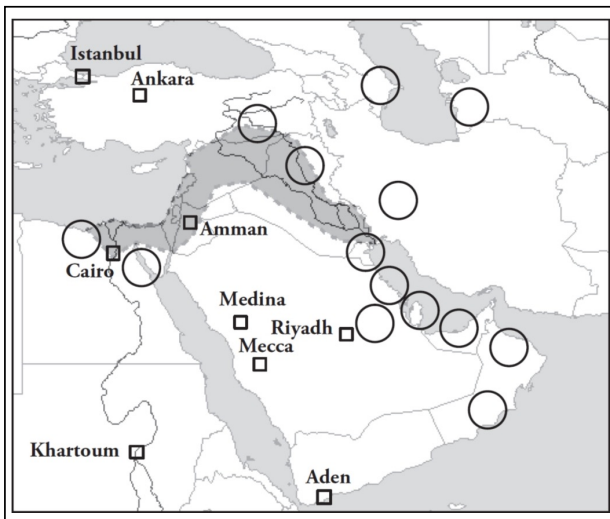 Istanbul
Ankara
Amman
Cairo
Medina
Riyadh
Mecca
Khartoum
Aden